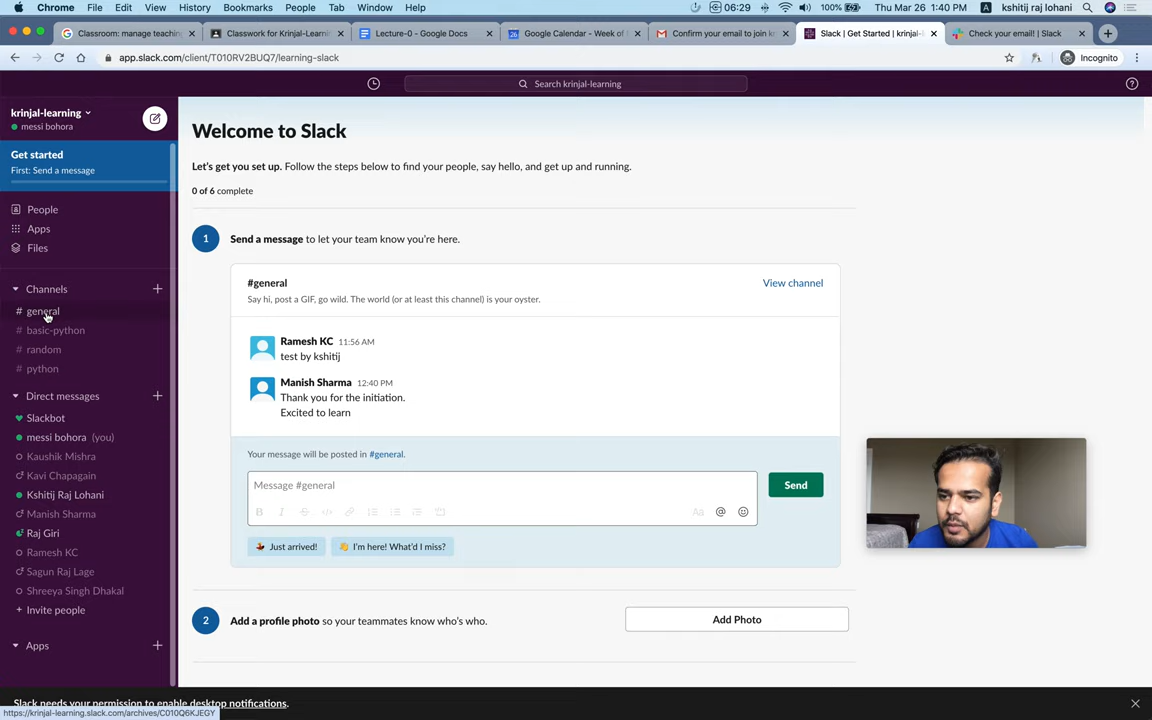 Chrome File Edit View History Bookmarks People Tab Window Help
06:29 100% Thu Mar 26 1:40 PM A kshitij raj lohani
Classroom: manage teachin
Classwork for Krinjal-Learnin
Lecture-0 - Google Docs
Google Calendar - Week of
Confirm your email to join kr
Slack | Get Started | krinjal-
Check your email! | Slack
app.slack.com/client/T010RV2BUQ7/learning-slack
Incognito
Search krinjal-learning
krinjal-learning
messi bohora
Get started
First: Send a message
People
Apps
Files
Channels
# general
# basic-python
# random
# python
Direct messages
Slackbot
messi bohora (you)
Kaushik Mishra
Kavi Chapagain
Kshitij Raj Lohani
Manish Sharma
Raj Giri
Ramesh KC
Sagun Raj Lage
Shreeya Singh Dhakal
+ Invite people
Apps
Welcome to Slack
Let's get you set up. Follow the steps below to find your people, say hello, and get up and running.
0 of 6 complete
1 Send a message to let your team know you're here.
#general
View channel
Say hi, post a GIF, go wild. The world (or at least this channel) is your oyster.
Ramesh KC 11:56 AM
test by kshitij
Manish Sharma 12:40 PM
Thank you for the initiation.
Excited to learn
Your message will be posted in #general.
Message #general
Send
B I S Aa @
Just arrived!
I'm here! What'd I miss?
2 Add a profile photo so your teammates know who's who.
Add Photo
Slack needs your permission to enable desktop notifications.
https://krinjal-learning.slack.com/archives/C010Q6KJEGY